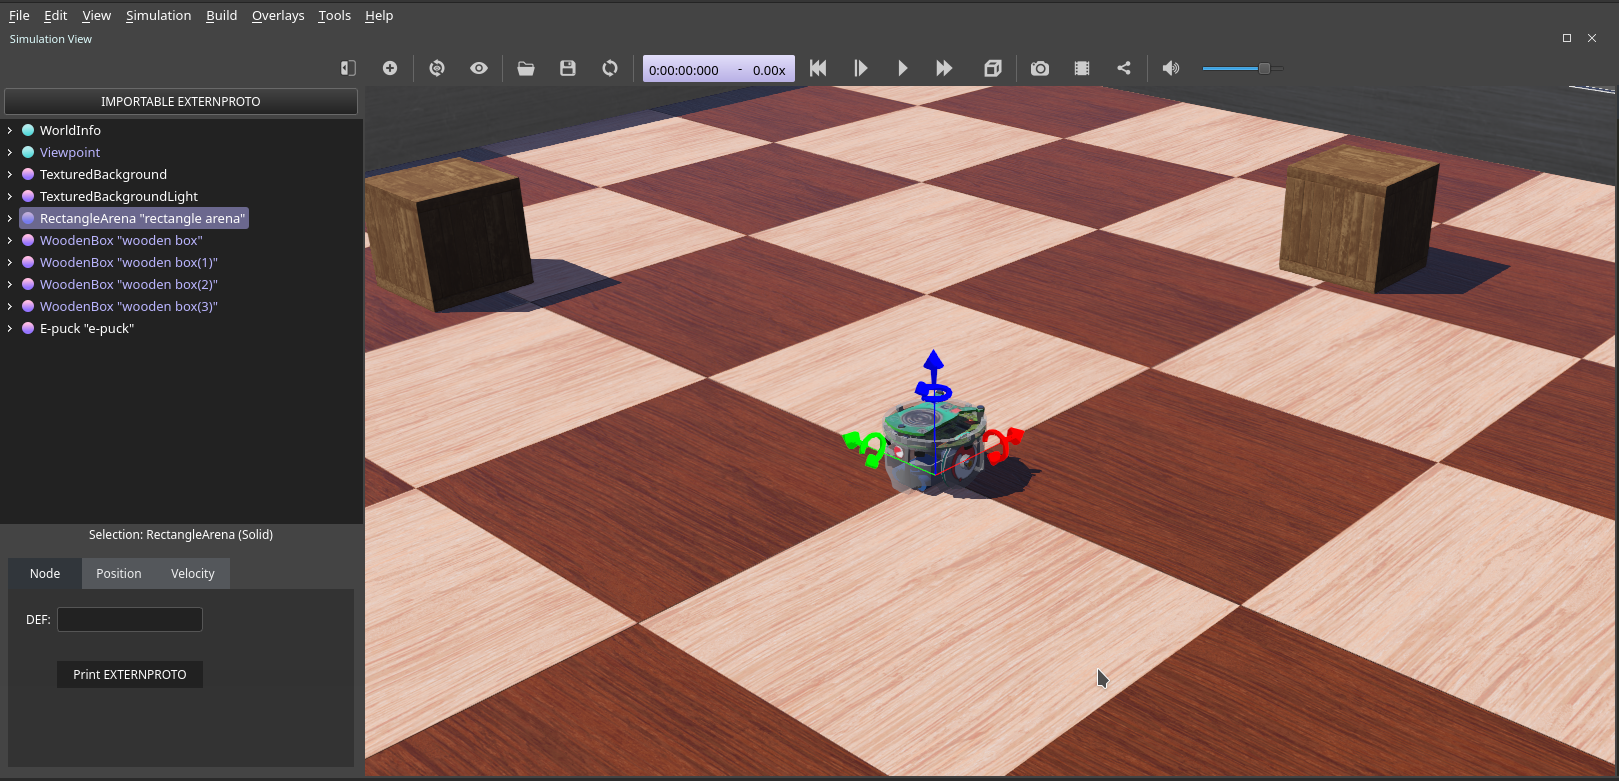 File Edit View Simulation Build Overlays Tools Help
Simulation View
0:00:00:000 - 0.00x
IMPORTABLE EXTERNPROTO
WorldInfo
Viewpoint
TexturedBackground
TexturedBackgroundLight
RectangleArena "rectangle arena"
WoodenBox "wooden box"
WoodenBox "wooden box(1)"
WoodenBox "wooden box(2)"
WoodenBox "wooden box(3)"
E-puck "e-puck"
Selection: RectangleArena (Solid)
Node Position Velocity
DEF:
Print EXTERNPROTO